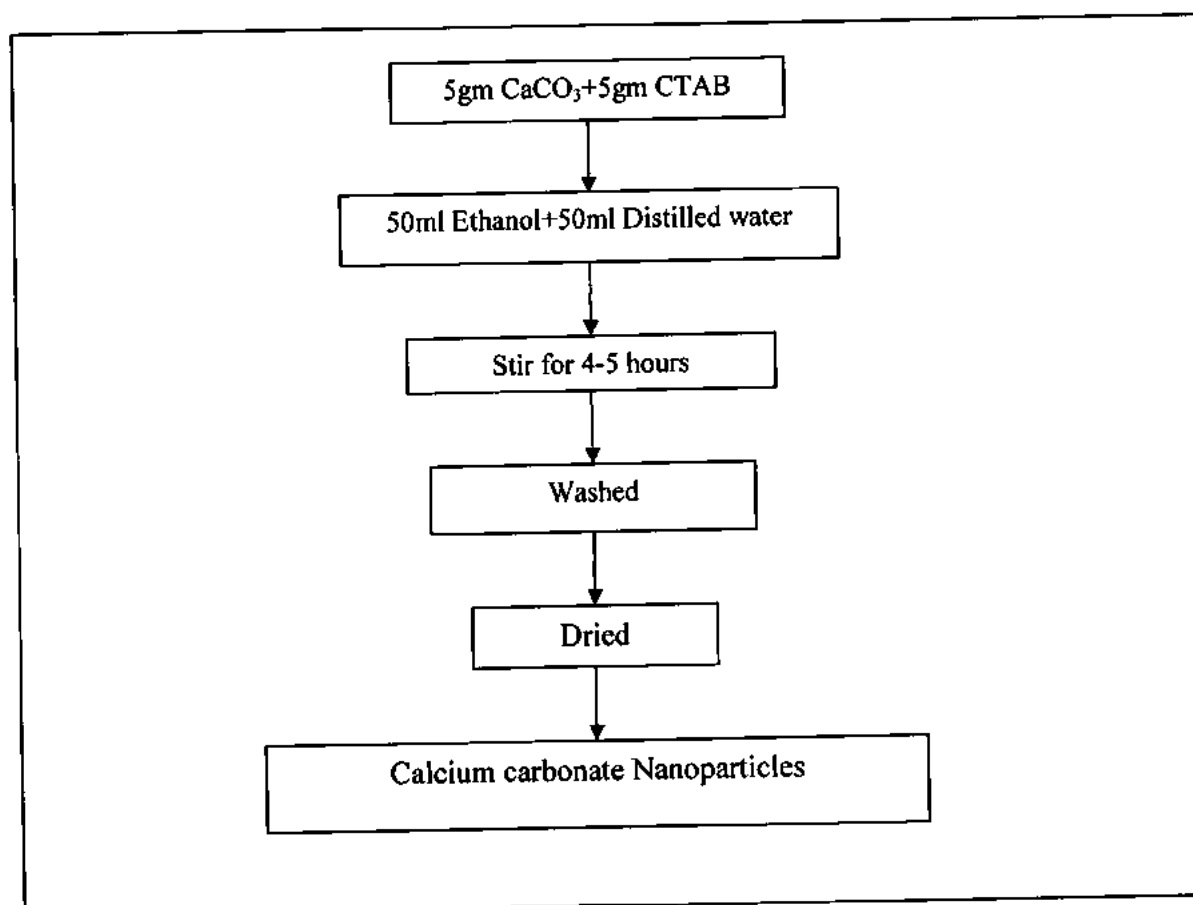 5gm CaCO₃+5gm CTAB
50ml Ethanol+50ml Distilled water
Stir for 4-5 hours
Washed
Dried
Calcium carbonate Nanoparticles